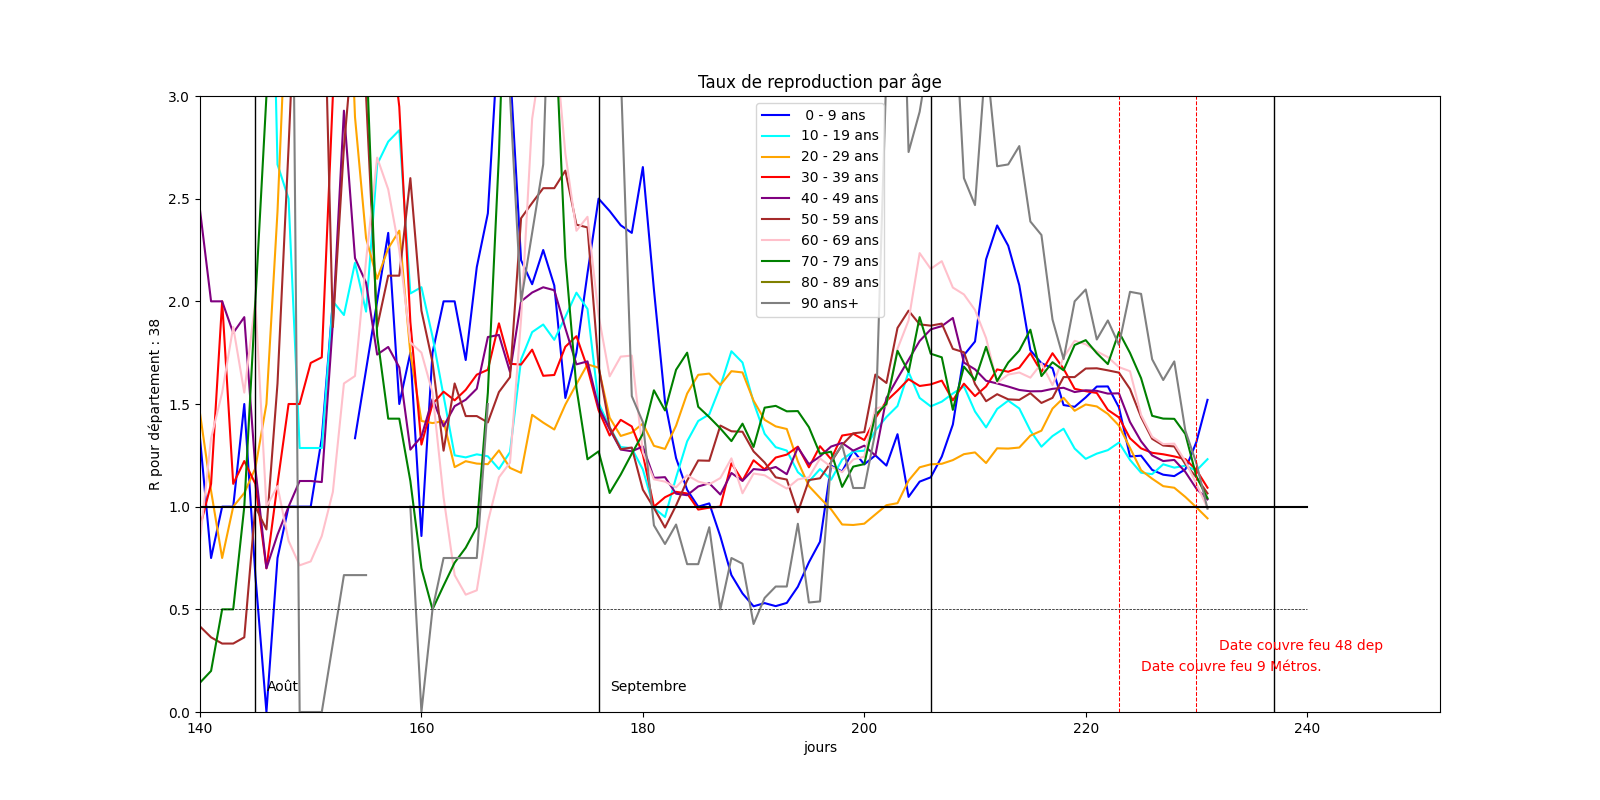 Taux de reproduction par âge
R pour département : 38
3.0
2.5
2.0
1.5
1.0
0.5
0.0
0 - 9 ans
10 - 19 ans
20 - 29 ans
30 - 39 ans
40 - 49 ans
50 - 59 ans
60 - 69 ans
70 - 79 ans
80 - 89 ans
90 ans+
Date couvre feu 48 dep
Date couvre feu 9 Métros.
Août
Septembre
140
160
180
200
220
240
jours